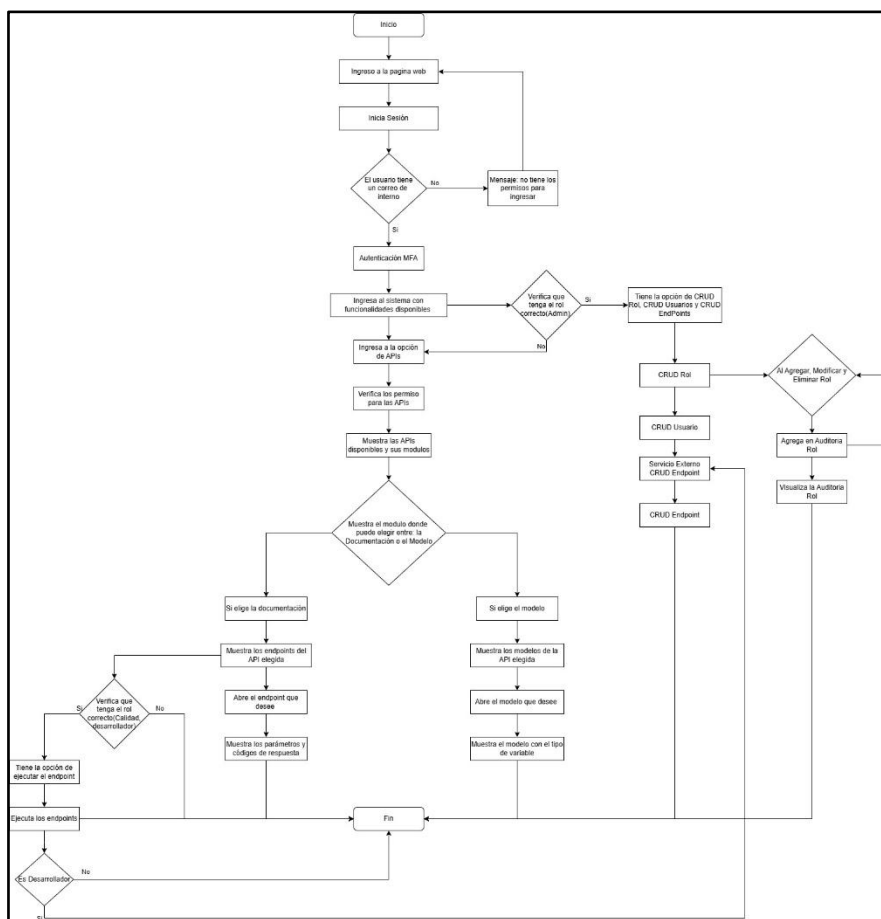 Inicio
Ingreso a la pagina web
Inicia Sesión
El usuario tiene
un correo de
interno
No
Mensaje: no tiene los
permisos para
ingresar
Si
Autenticación MFA
Ingresa al sistema con
funcionalidades disponibles
Verifica que
tenga el rol
correcto(Admin)
Si
No
Tiene la opción de CRUD
Rol, CRUD Usuarios y CRUD
EndPoints
Ingresa a la opción
de APIs
CRUD Rol
Al Agregar, Modificar y
Eliminar Rol
Verifica los permiso
para las APIs
CRUD Usuario
Agrega en Auditoria
Rol
Muestra las APIs
disponibles y sus modulos
Servicio Externo
CRUD Endpoint
Visualiza la Auditoria
Rol
CRUD Endpoint
Muestra el modulo donde
puede elegir entre: la
Documentación o el Modelo
Si elige la documentación
Si elige el modelo
Muestra los endpoints del
API elegida
Muestra los modelos de la
API elegida
Verifica que
tenga el rol
correcto(Calidad,
desarrollador)
Si
No
Abre el endpoint que
desee
Abre el modelo que desee
Muestra los parámetros y
códigos de respuesta
Muestra el modelo con el tipo
de variable
Tiene la opción de
ejecutar el endpoint
Ejecuta los endpoints
Fin
Es Desarrollador
No
Si